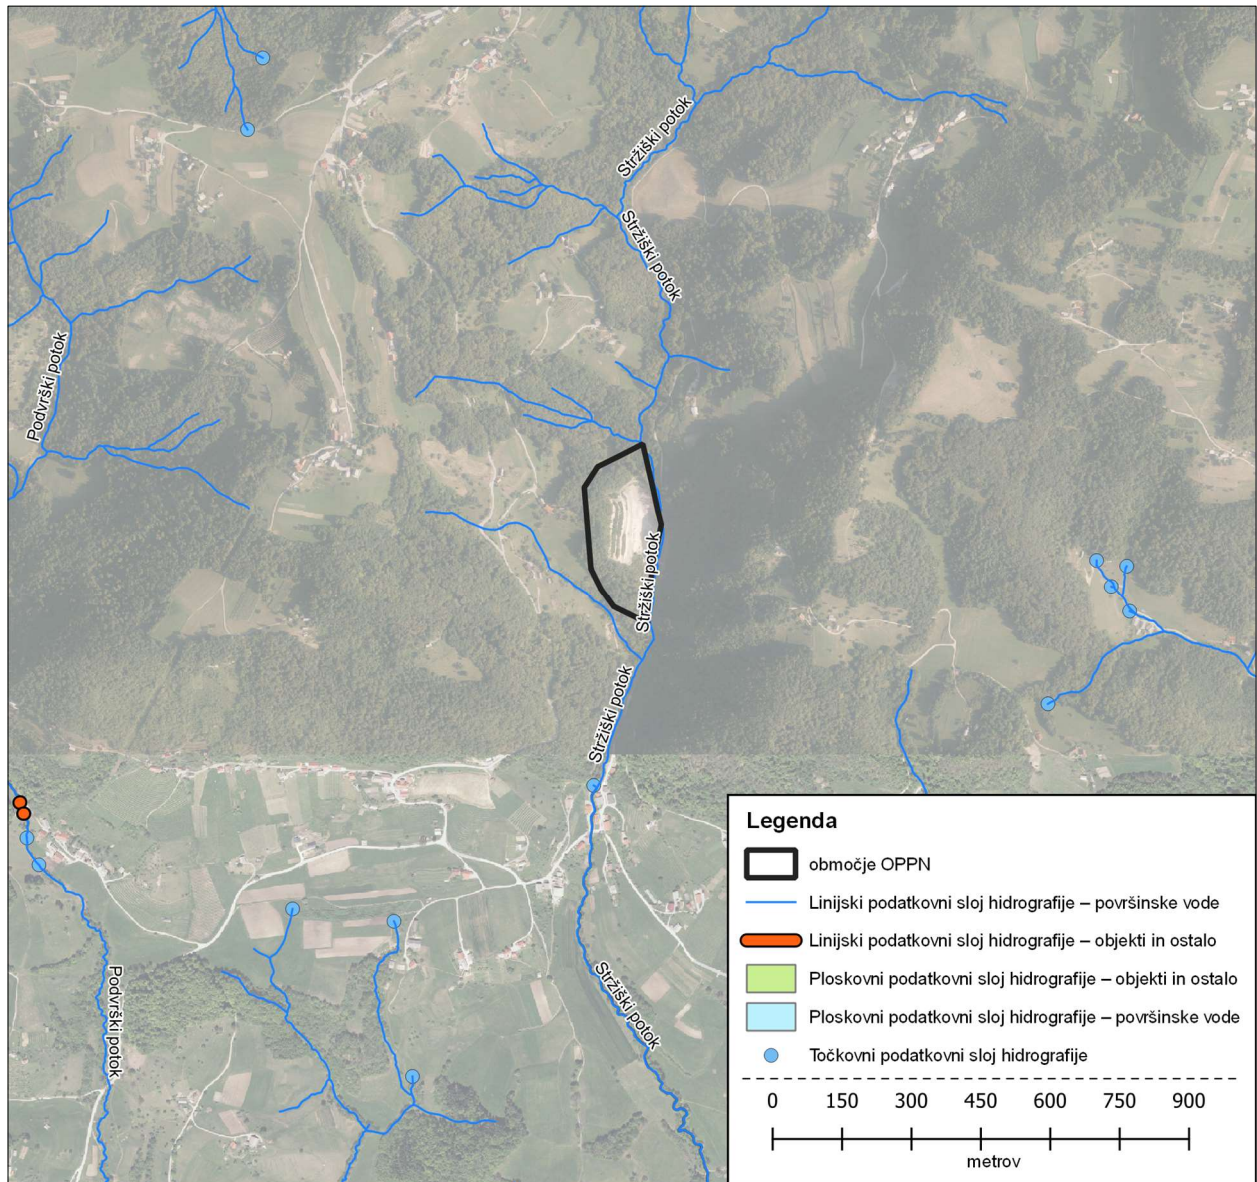 Stržiški potok
Stržiški potok
Podvrški potok
Stržiški potok
Stržiški potok
Podvrški potok
Stržiški potok
Legenda
območje OPPN
Linijski podatkovni sloj hidrografije – površinske vode
Linijski podatkovni sloj hidrografije – objekti in ostalo
Ploskovni podatkovni sloj hidrografije – objekti in ostalo
Ploskovni podatkovni sloj hidrografije – površinske vode
Točkovni podatkovni sloj hidrografije
0 150 300 450 600 750 900
metrov